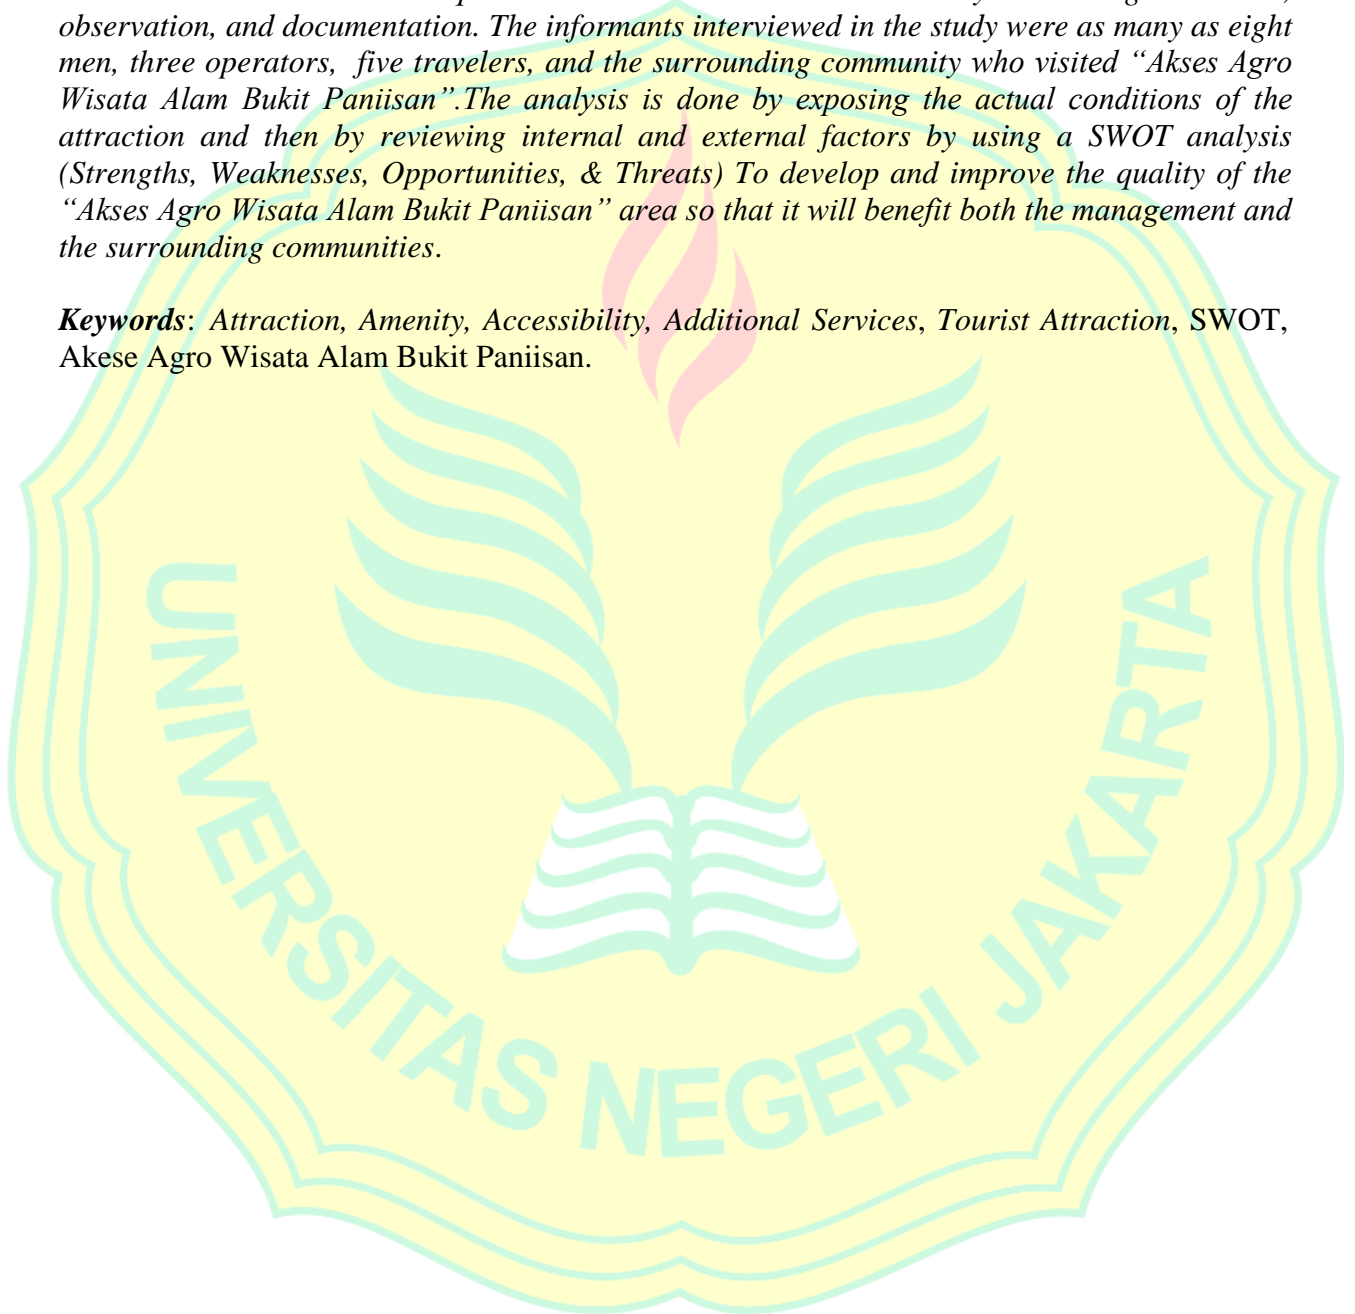 observation, and documentation. The informants interviewed in the study were as many as eight
men, three operators, five travelers, and the surrounding community who visited “Akses Agro
Wisata Alam Bukit Paniisan”.The analysis is done by exposing the actual conditions of the
attraction and then by reviewing internal and external factors by using a SWOT analysis
(Strengths, Weaknesses, Opportunities, & Threats) To develop and improve the quality of the
“Akses Agro Wisata Alam Bukit Paniisan” area so that it will benefit both the management and
the surrounding communities.
Keywords: Attraction, Amenity, Accessibility, Additional Services, Tourist Attraction, SWOT,
Akese Agro Wisata Alam Bukit Paniisan.
UNIVERSITAS NEGERI JAKARTA